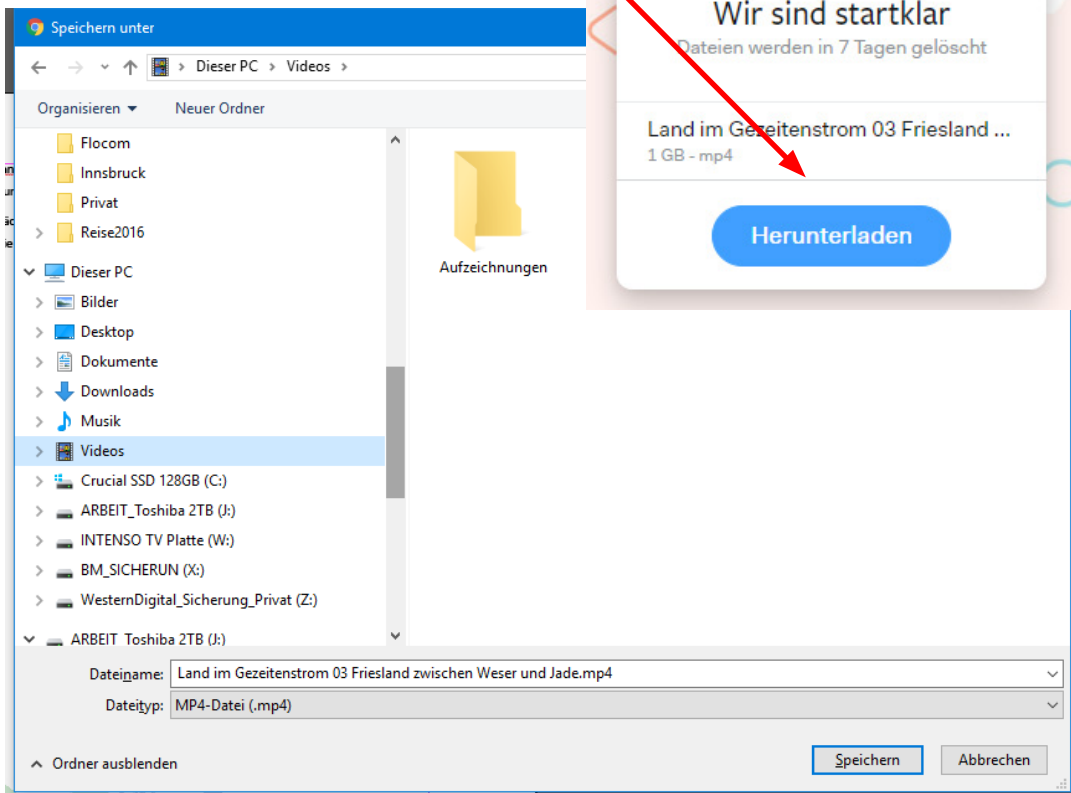 Speichern unter
Dieser PC > Videos >
Organisieren
Neuer Ordner
Flocom
Innsbruck
Privat
Reise2016
Dieser PC
Bilder
Desktop
Dokumente
Downloads
Musik
Videos
Crucial SSD 128GB (C:)
ARBEIT_Toshiba 2TB (J:)
INTENSO TV Platte (W:)
BM_SICHERUN (X:)
WesternDigital_Sicherung_Privat (Z:)
ARBEIT_Toshiba 2TB (J:)
Aufzeichnungen
Wir sind startklar
Dateien werden in 7 Tagen gelöscht
Land im Gezeitenstrom 03 Friesland ...
1 GB - mp4
Herunterladen
Dateiname: Land im Gezeitenstrom 03 Friesland zwischen Weser und Jade.mp4
Dateityp: MP4-Datei (.mp4)
Ordner ausblenden
Speichern
Abbrechen